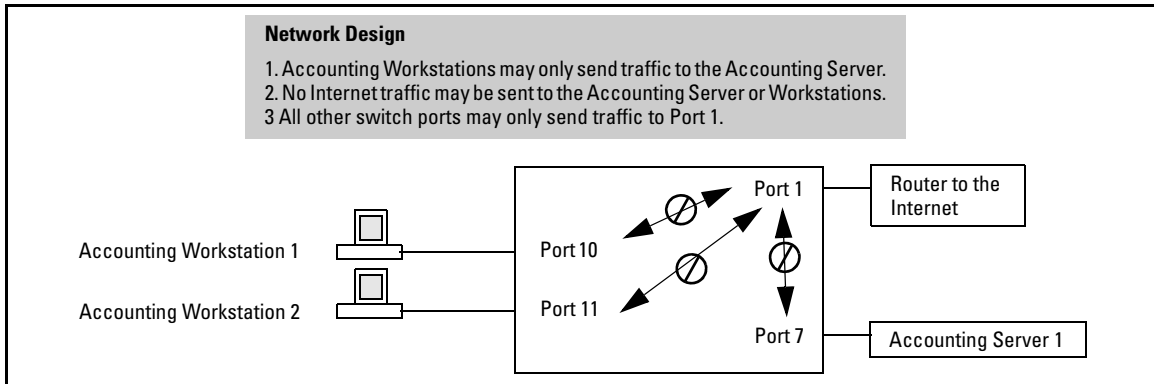 Network Design
1. Accounting Workstations may only send traffic to the Accounting Server.
2. No Internet traffic may be sent to the Accounting Server or Workstations.
3 All other switch ports may only send traffic to Port 1.
Port 1
Router to the
Internet
Accounting Workstation 1
Port 10
Accounting Workstation 2
Port 11
Port 7
Accounting Server 1